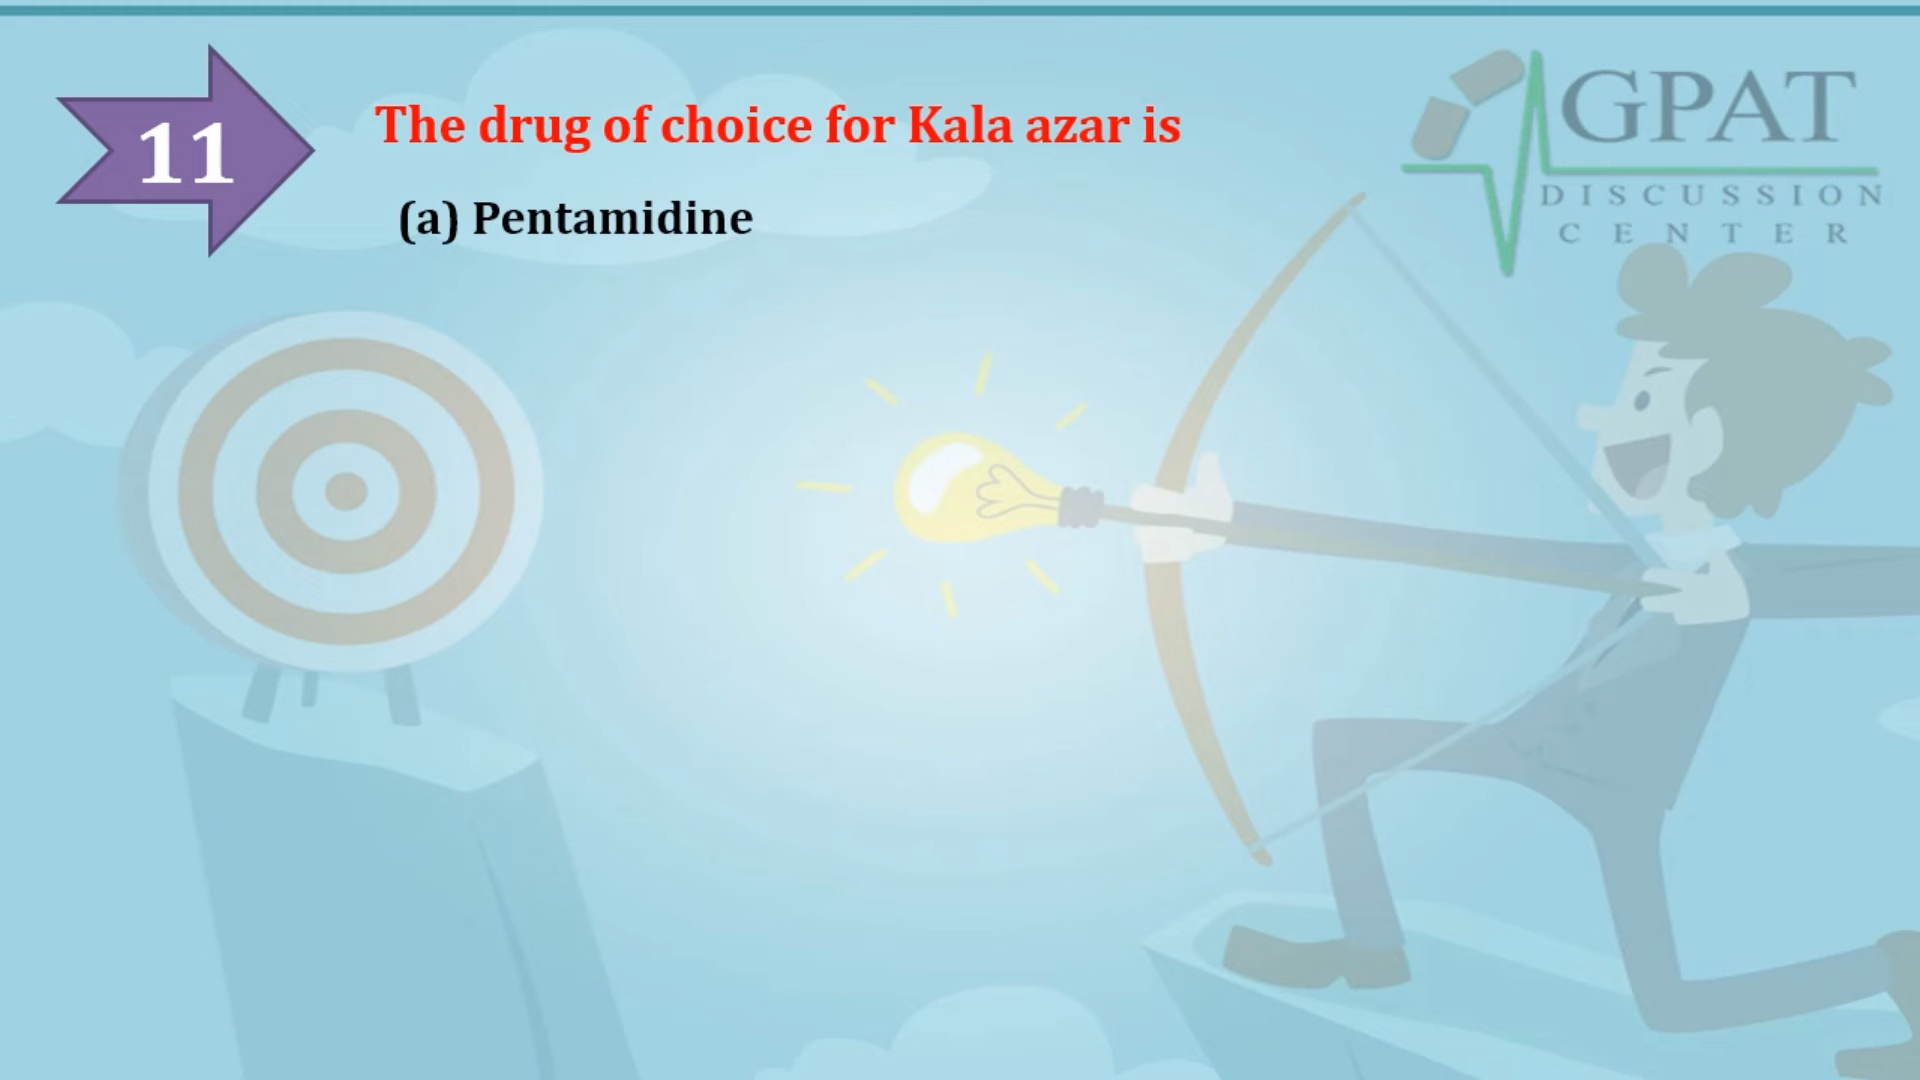 11
The drug of choice for Kala azar is
(a) Pentamidine
GPAT
DISCUSSION
CENTER